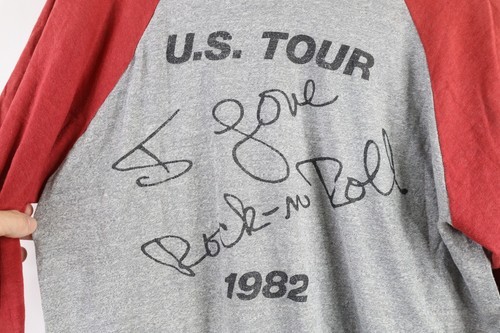 U.S. TOUR
I Love
Rock-n Roll
1982